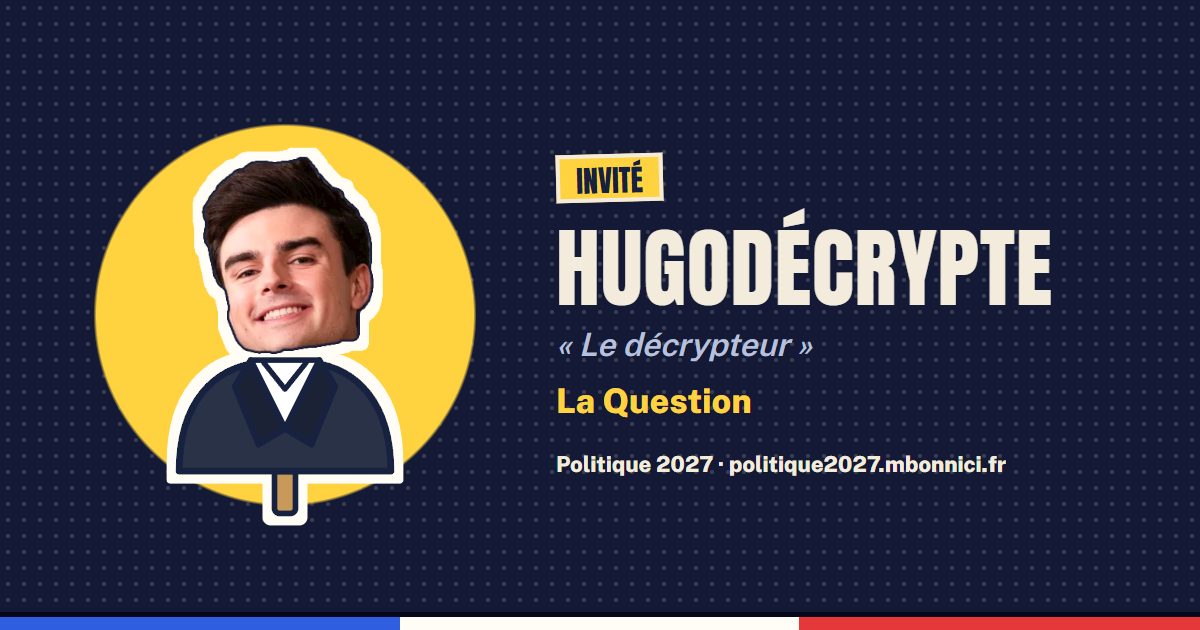 INVITÉ
HUGODÉCRYPTE
« Le décrypteur »
La Question
Politique 2027 · politique2027.mbonnici.fr